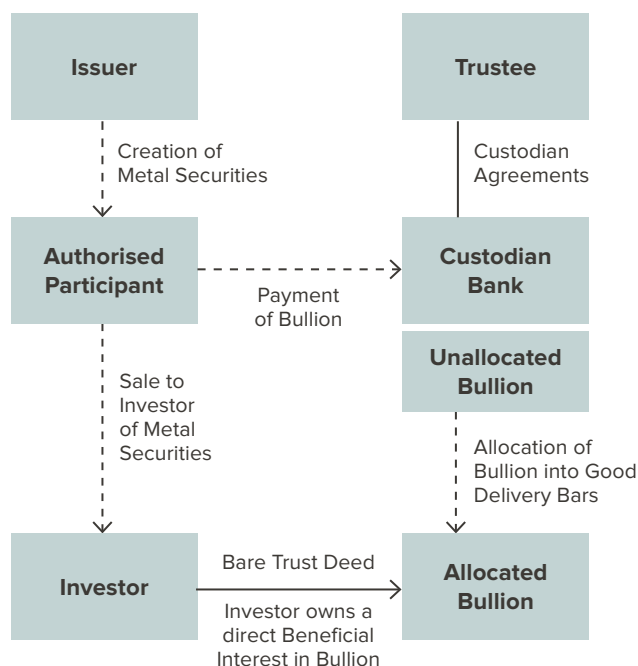 Issuer
Trustee
Creation of
Metal Securities
Custodian
Agreements
Authorised
Participant
Payment
of Bullion
Custodian
Bank
Unallocated
Bullion
Sale to
Investor
of Metal
Securities
Allocation of
Bullion into Good
Delivery Bars
Investor
Bare Trust Deed
Investor owns a
direct Beneficial
Interest in Bullion
Allocated
Bullion